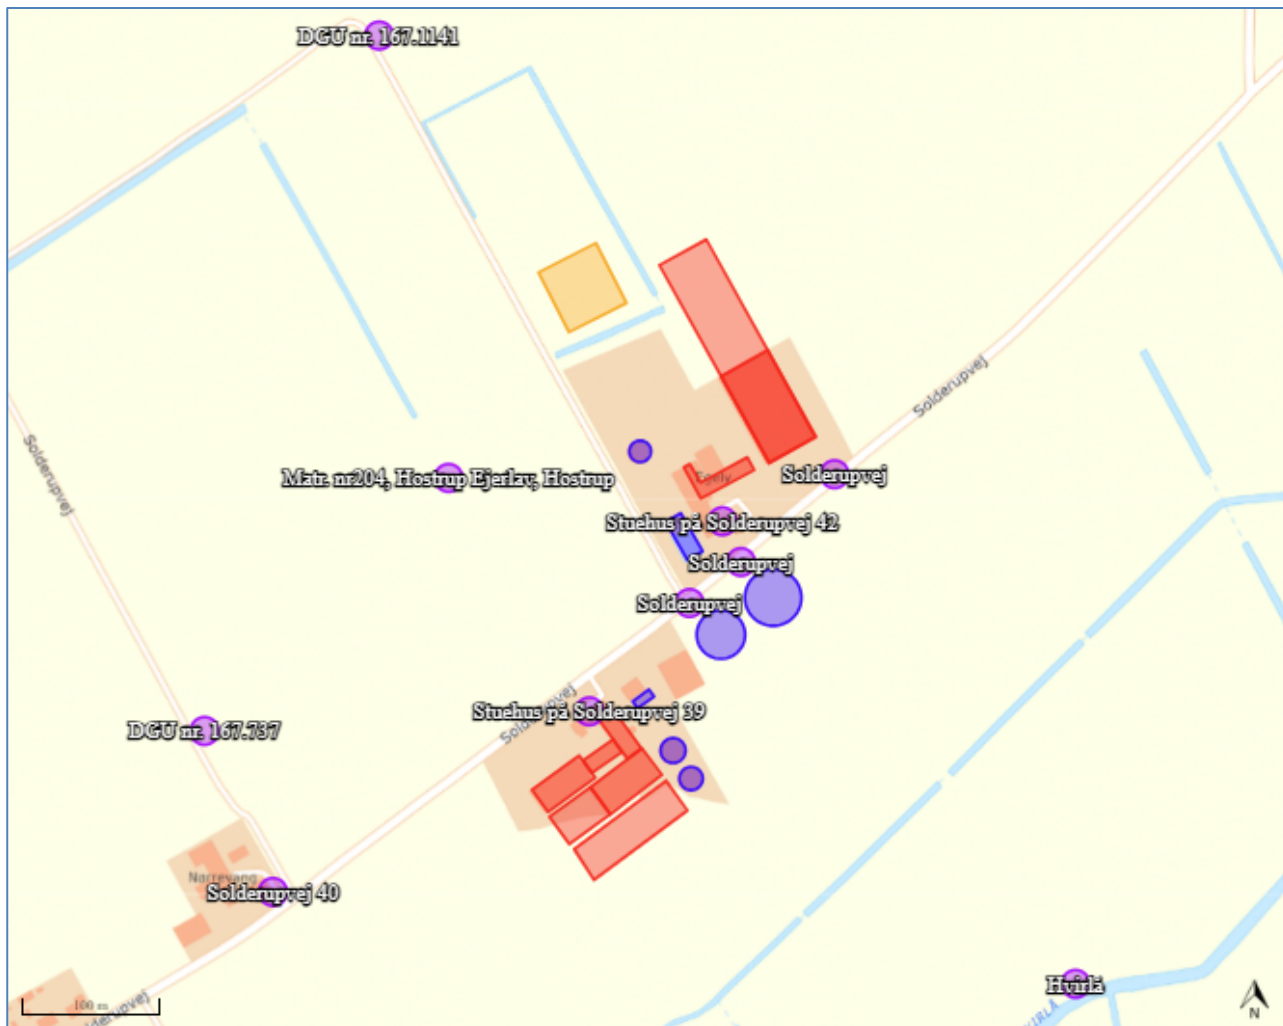 DGU nr. 167.1141
Solderupvej
Solderupvej
Matr. nr204, Hostrup Ejerlav, Hostrup
Solderupvej
Stuehus på Solderupvej 42
Solderupvej
Solderupvej
Stuehus på Solderupvej 39
Solderupvej
DGU nr. 167.737
Nørrevang
Solderupvej 40
Hvirlå
100 m
N